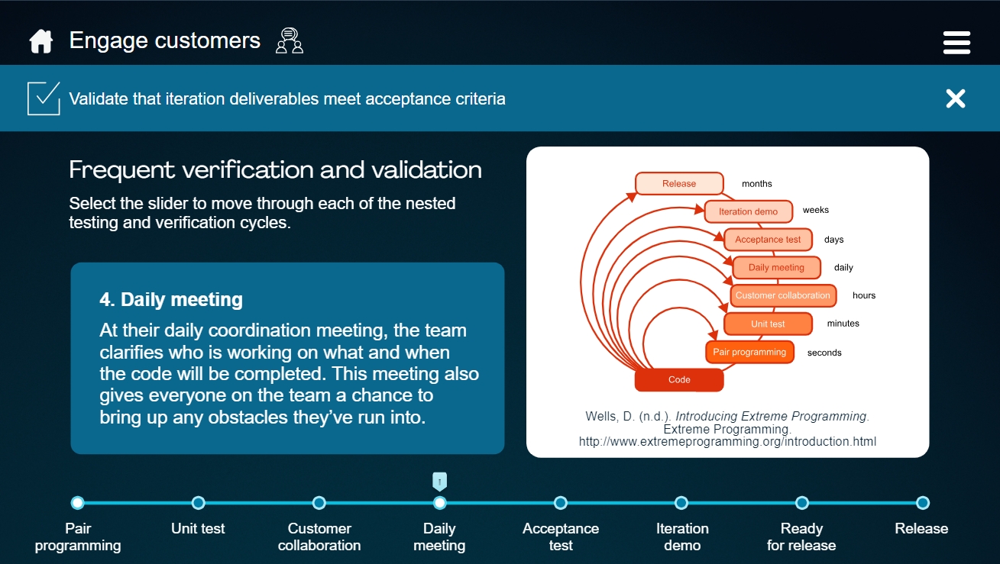 Engage customers
Validate that iteration deliverables meet acceptance criteria
Frequent verification and validation
Select the slider to move through each of the nested
testing and verification cycles.
4. Daily meeting
At their daily coordination meeting, the team
clarifies who is working on what and when
the code will be completed. This meeting also
gives everyone on the team a chance to
bring up any obstacles they’ve run into.
Release months
Iteration demo weeks
Acceptance test days
Daily meeting daily
Customer collaboration hours
Unit test minutes
Pair programming seconds
Code
Wells, D. (n.d.). Introducing Extreme Programming.
Extreme Programming.
http://www.extremeprogramming.org/introduction.html
Pair
programming
Unit test
Customer
collaboration
Daily
meeting
Acceptance
test
Iteration
demo
Ready
for release
Release